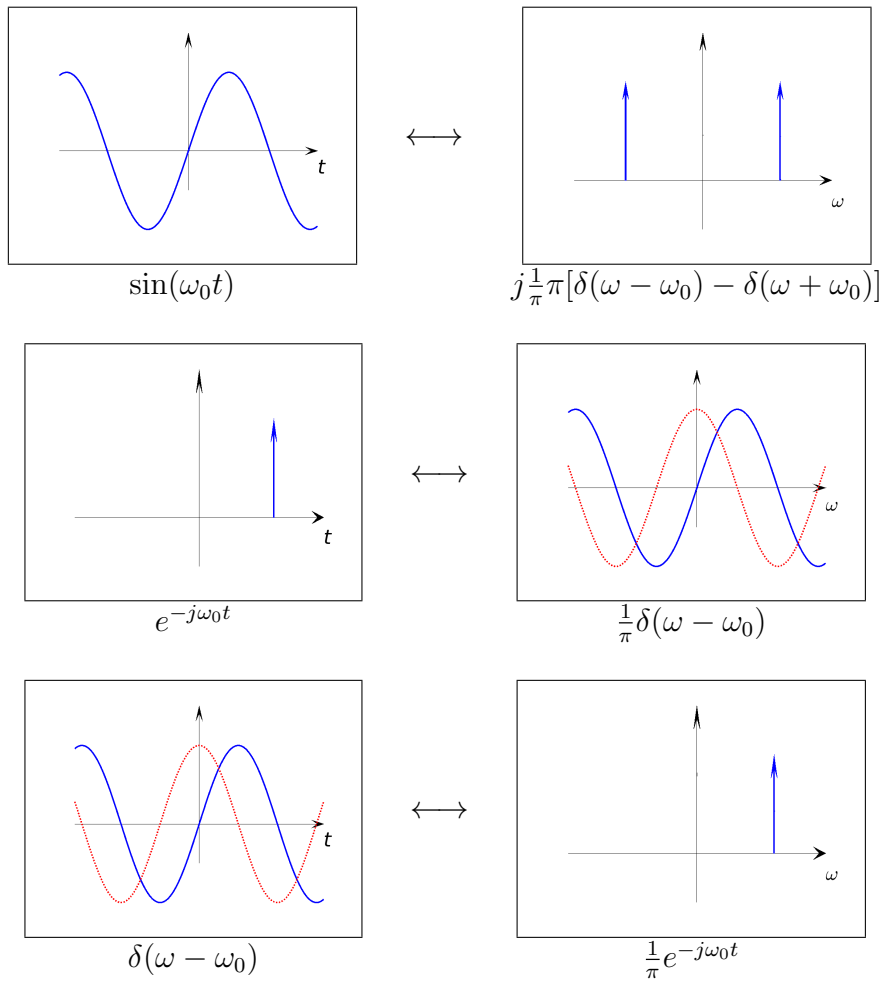 t
ω
←→
sin(ω₀t)
j 1/π π[δ(ω − ω₀) − δ(ω + ω₀)]
t
ω
←→
e^{−jω₀t}
1/π δ(ω − ω₀)
t
ω
←→
δ(ω − ω₀)
1/π e^{−jω₀t}